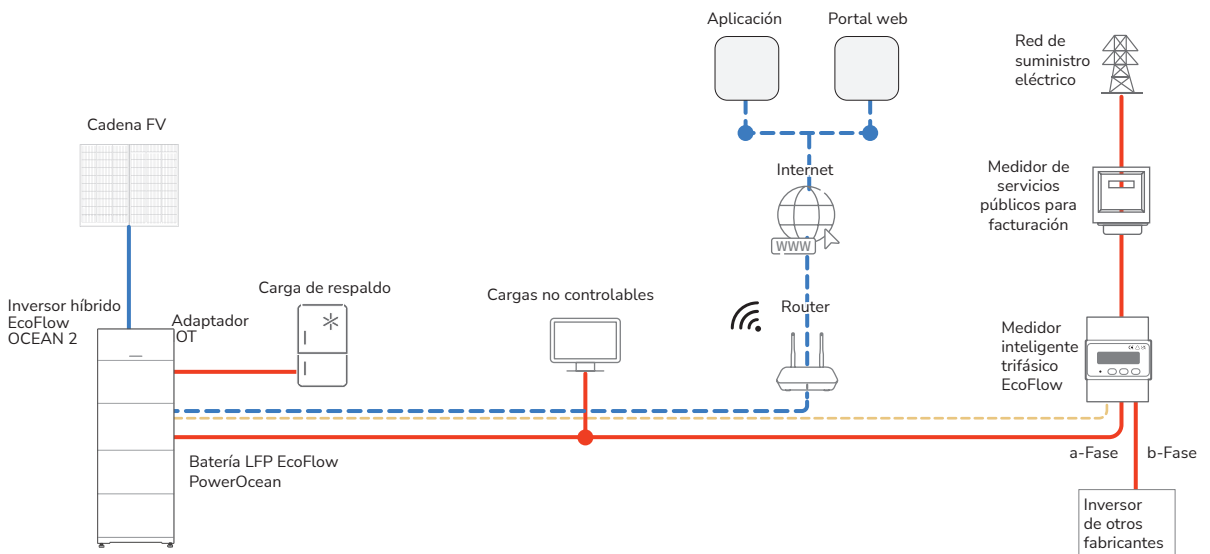 Aplicación
Portal web
Red de
suministro
eléctrico
Cadena FV
Internet
WWW
Medidor de
servicios
públicos para
facturación
Inversor híbrido
EcoFlow
OCEAN 2
Adaptador
IOT
Carga de respaldo
Cargas no controlables
Router
Medidor
inteligente
trifásico
EcoFlow
Batería LFP EcoFlow
PowerOcean
a-Fase
b-Fase
Inversor
de otros
fabricantes